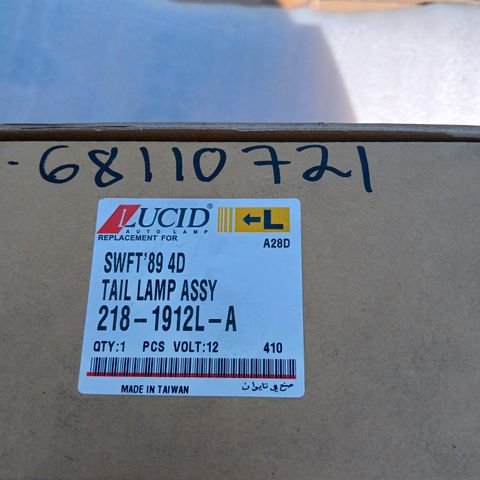 -68110721
LUCID®
AUTO LAMP
REPLACEMENT FOR
←L
A28D
SWFT'89 4D
TAIL LAMP ASSY
218-1912L-A
QTY:1 PCS VOLT:12 410
MADE IN TAIWAN صنع في تايوان